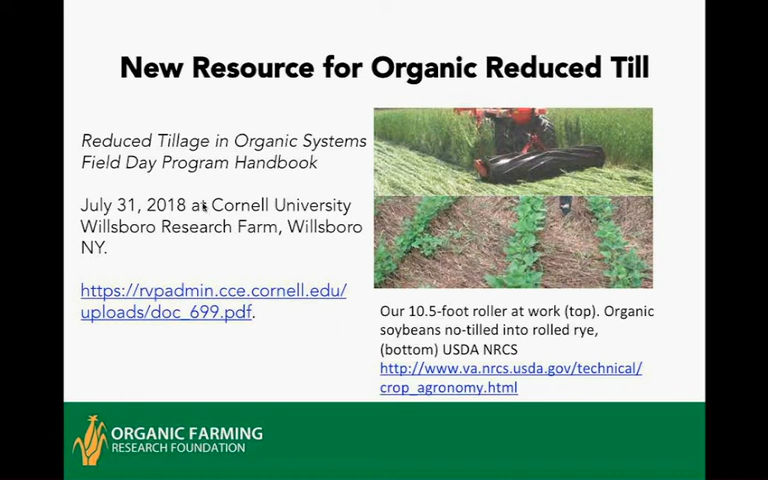 New Resource for Organic Reduced Till
Reduced Tillage in Organic Systems
Field Day Program Handbook
July 31, 2018 at Cornell University
Willsboro Research Farm, Willsboro
NY.
https://rvpadmin.cce.cornell.edu/
uploads/doc_699.pdf.
Our 10.5-foot roller at work (top). Organic
soybeans no-tilled into rolled rye,
(bottom) USDA NRCS
http://www.va.nrcs.usda.gov/technical/
crop_agronomy.html
ORGANIC FARMING
RESEARCH FOUNDATION